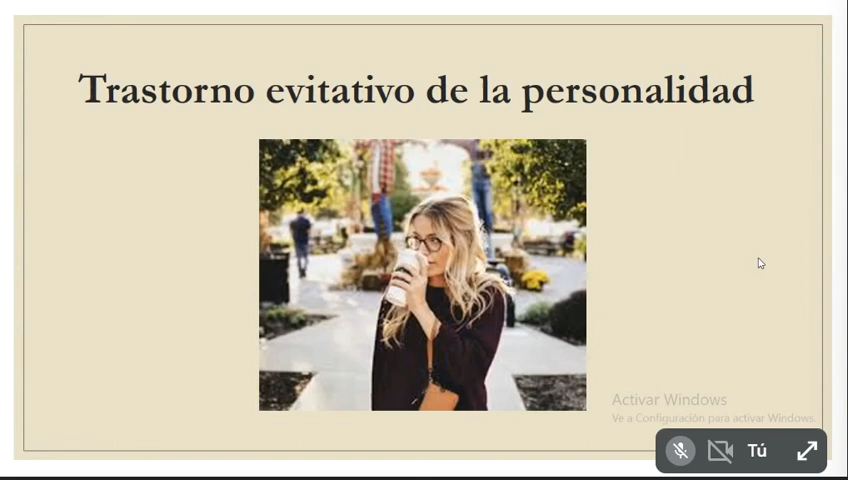 Trastorno evitativo de la personalidad
Activar Windows
Ve a Configuración para activar Windows.
Tú